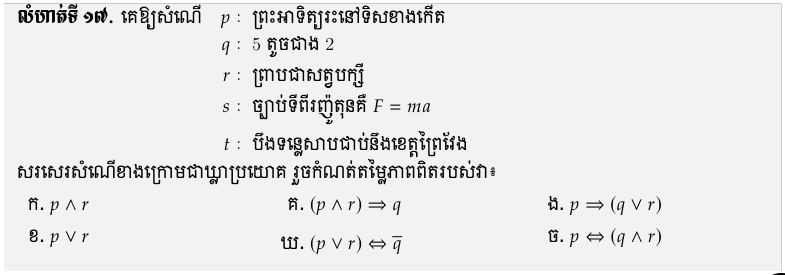 លំហាត់ទី ១៧. គេឱ្យសំណើ p : ព្រះអាទិត្យរះនៅទិសខាងកើត
q : 5 តូចជាង 2
r : ព្រាបជាសត្វបក្សី
s : ច្បាប់ទីពីរញ៉ូតុនគឺ F = ma
t : បឹងទន្លេសាបជាប់នឹងខេត្តព្រៃវែង
សរសេរសំណើខាងក្រោមជាឃ្លាប្រយោគ រួចកំណត់តម្លៃភាពពិតរបស់វា៖
ក. p ∧ r គ. (p ∧ r) ⇒ q ង. p ⇒ (q ∨ r)
ខ. p ∨ r ឃ. (p ∨ r) ⇔ q̅ ច. p ⇔ (q ∧ r)